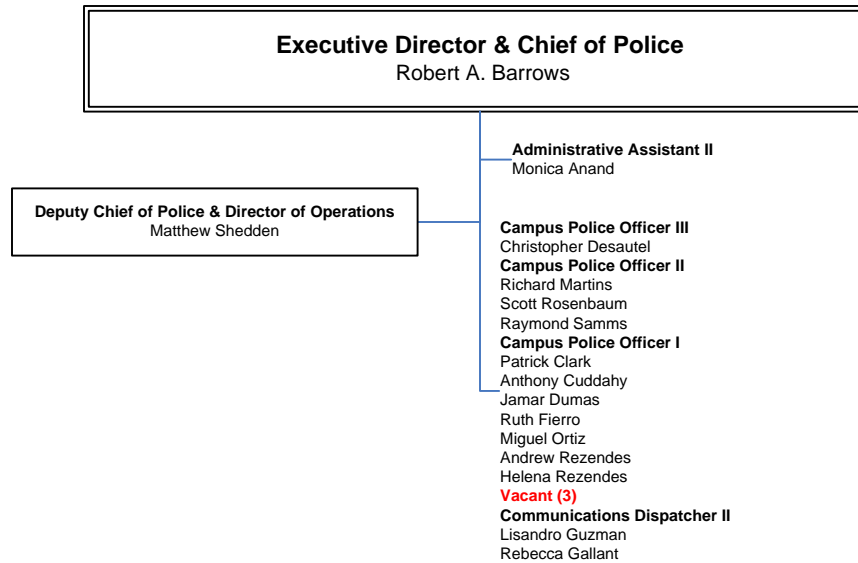 Executive Director & Chief of Police
Robert A. Barrows
Administrative Assistant II
Monica Anand
Deputy Chief of Police & Director of Operations
Matthew Shedden
Campus Police Officer III
Christopher Desautel
Campus Police Officer II
Richard Martins
Scott Rosenbaum
Raymond Samms
Campus Police Officer I
Patrick Clark
Anthony Cuddahy
Jamar Dumas
Ruth Fierro
Miguel Ortiz
Andrew Rezendes
Helena Rezendes
Vacant (3)
Communications Dispatcher II
Lisandro Guzman
Rebecca Gallant